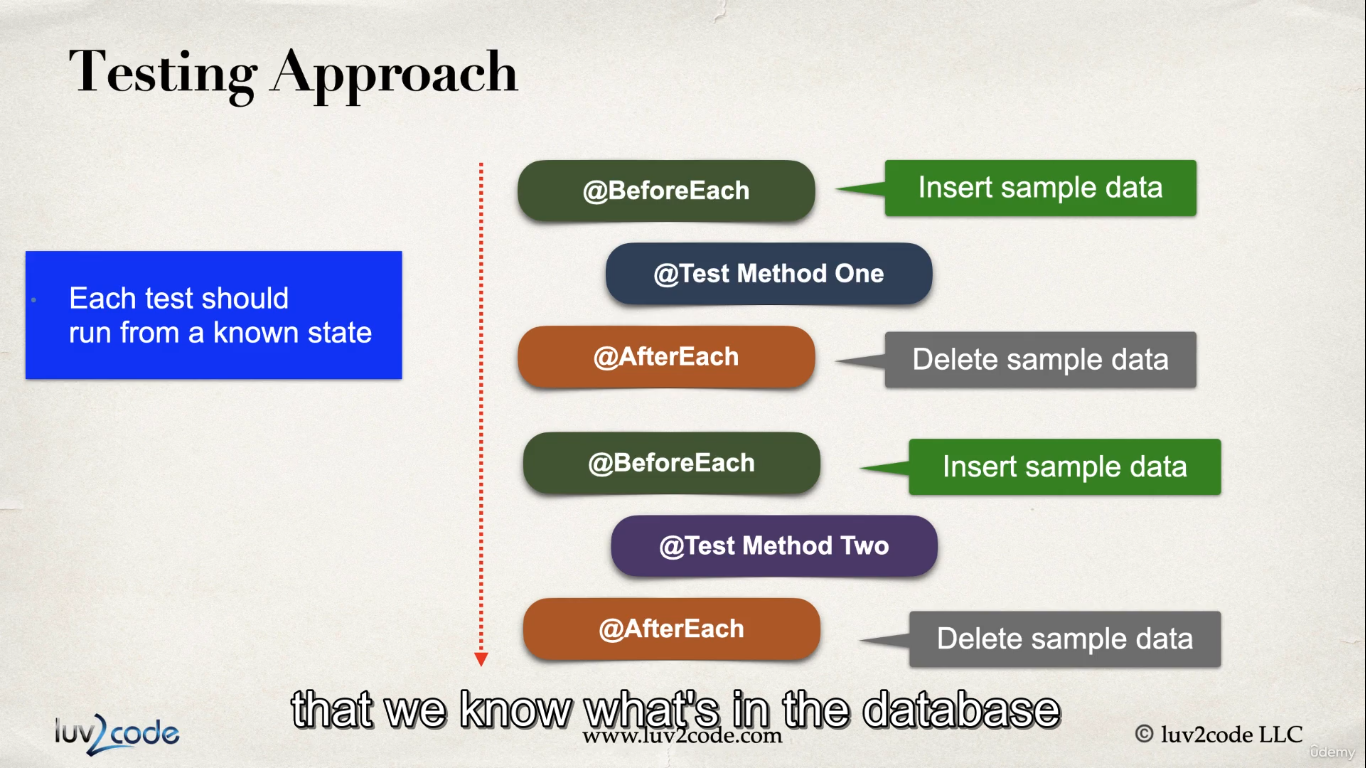 Testing Approach
@BeforeEach
Insert sample data
@Test Method One
Each test should
run from a known state
@AfterEach
Delete sample data
@BeforeEach
Insert sample data
@Test Method Two
@AfterEach
Delete sample data
that we know what's in the database
luv2code
www.luv2code.com
© luv2code LLC
ûdemy